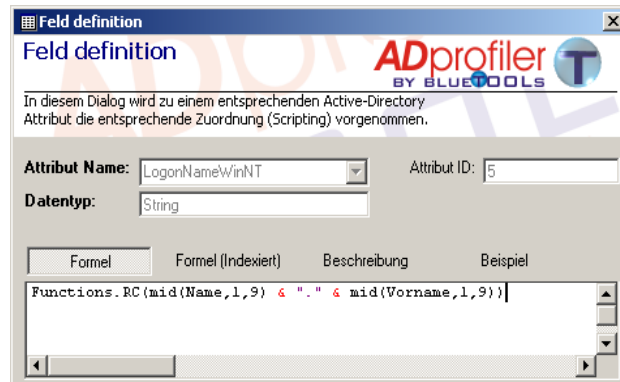 Feld definition
Feld definition
ADprofiler
BY BLUETOOLS
In diesem Dialog wird zu einem entsprechenden Active-Directory
Attribut die entsprechende Zuordnung (Scripting) vorgenommen.
Attribut Name: LogonNameWinNT Attribut ID: 5
Datentyp: String
Formel Formel (Indexiert) Beschreibung Beispiel
Functions.RC(mid(Name,1,9) & "." & mid(Vorname,1,9))